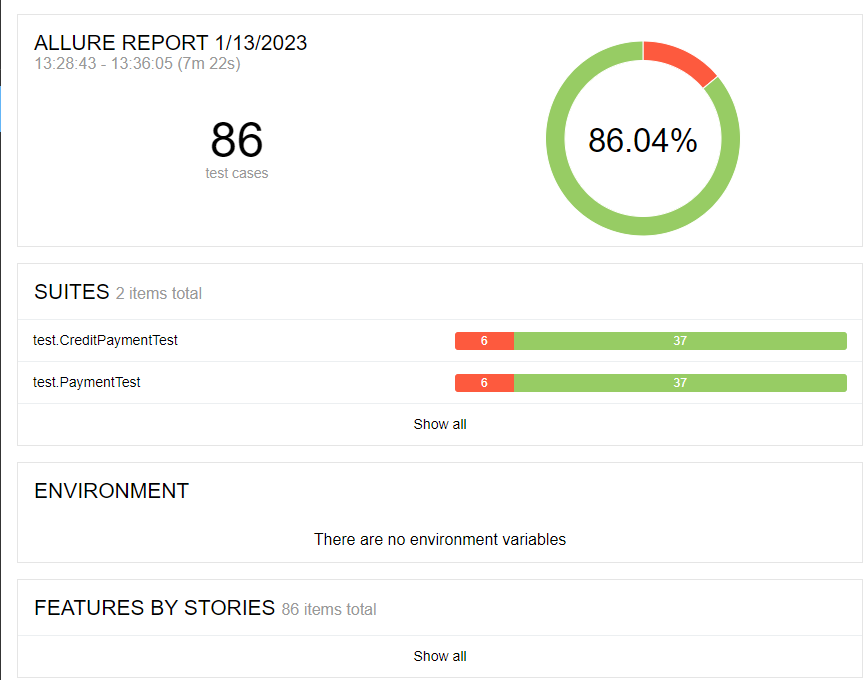 ALLURE REPORT 1/13/2023
13:28:43 - 13:36:05 (7m 22s)
86
test cases
86.04%
SUITES 2 items total
test.CreditPaymentTest 6 37
test.PaymentTest 6 37
Show all
ENVIRONMENT
There are no environment variables
FEATURES BY STORIES 86 items total
Show all